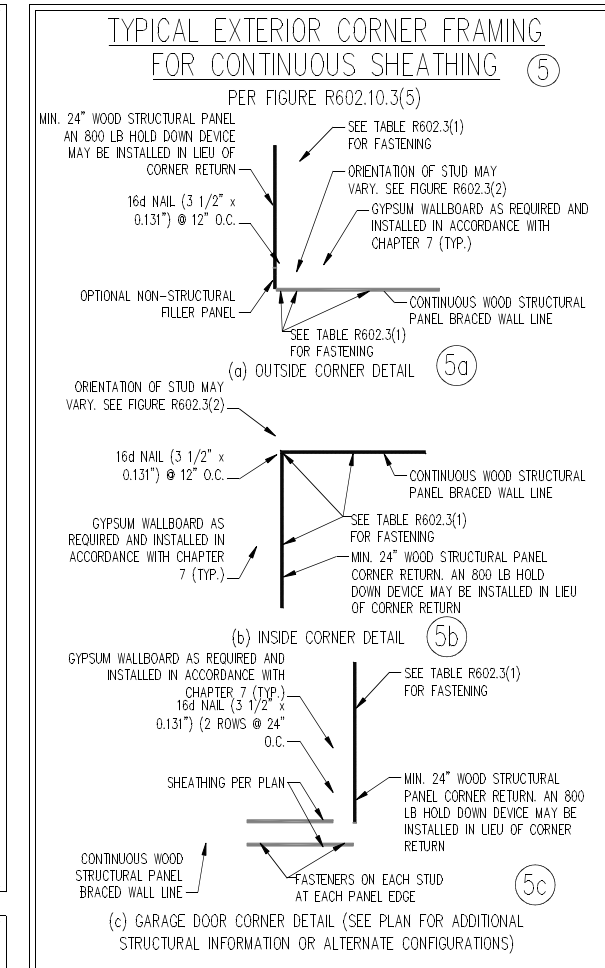 TYPICAL EXTERIOR CORNER FRAMING
FOR CONTINUOUS SHEATHING
5
PER FIGURE R602.10.3(5)
MIN. 24" WOOD STRUCTURAL PANEL
AN 800 LB HOLD DOWN DEVICE
MAY BE INSTALLED IN LIEU OF
CORNER RETURN
16d NAIL (3 1/2" x
0.131") @ 12" O.C.
OPTIONAL NON-STRUCTURAL
FILLER PANEL
SEE TABLE R602.3(1)
FOR FASTENING
ORIENTATION OF STUD MAY
VARY. SEE FIGURE R602.3(2)
GYPSUM WALLBOARD AS REQUIRED AND
INSTALLED IN ACCORDANCE WITH
CHAPTER 7 (TYP.)
CONTINUOUS WOOD STRUCTURAL
PANEL BRACED WALL LINE
SEE TABLE R602.3(1)
FOR FASTENING
(a) OUTSIDE CORNER DETAIL
5a
ORIENTATION OF STUD MAY
VARY. SEE FIGURE R602.3(2)
16d NAIL (3 1/2" x
0.131") @ 12" O.C.
GYPSUM WALLBOARD AS
REQUIRED AND INSTALLED IN
ACCORDANCE WITH CHAPTER
7 (TYP.)
CONTINUOUS WOOD STRUCTURAL
PANEL BRACED WALL LINE
SEE TABLE R602.3(1)
FOR FASTENING
MIN. 24" WOOD STRUCTURAL PANEL
CORNER RETURN. AN 800 LB HOLD
DOWN DEVICE MAY BE INSTALLED IN LIEU
OF CORNER RETURN
(b) INSIDE CORNER DETAIL
5b
GYPSUM WALLBOARD AS REQUIRED AND
INSTALLED IN ACCORDANCE WITH
CHAPTER 7 (TYP.)
16d NAIL (3 1/2" x
0.131") (2 ROWS @ 24"
O.C.
SHEATHING PER PLAN
CONTINUOUS WOOD
STRUCTURAL PANEL
BRACED WALL LINE
SEE TABLE R602.3(1)
FOR FASTENING
MIN. 24" WOOD STRUCTURAL
PANEL CORNER RETURN. AN 800
LB HOLD DOWN DEVICE MAY BE
INSTALLED IN LIEU OF CORNER
RETURN
FASTENERS ON EACH STUD
AT EACH PANEL EDGE
5c
(c) GARAGE DOOR CORNER DETAIL (SEE PLAN FOR ADDITIONAL
STRUCTURAL INFORMATION OR ALTERNATE CONFIGURATIONS)